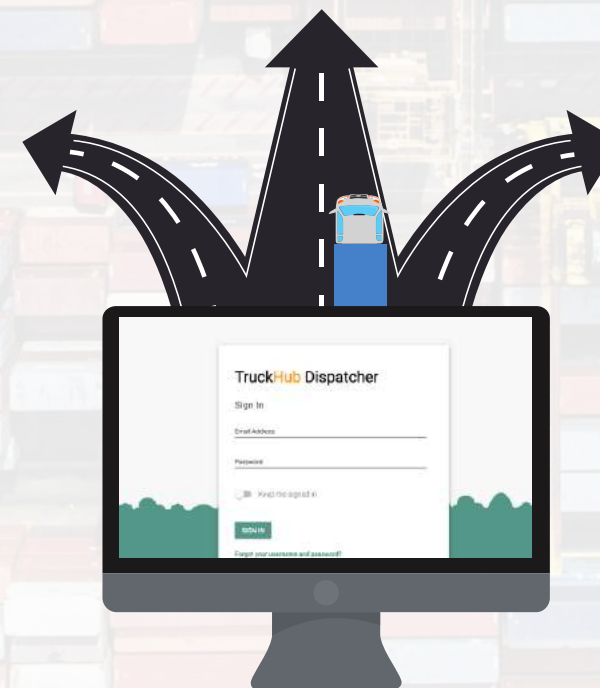 TruckHub Dispatcher
Sign In
Email Address
Password
Keep me signed in
SIGN IN
Forgot your username and password?